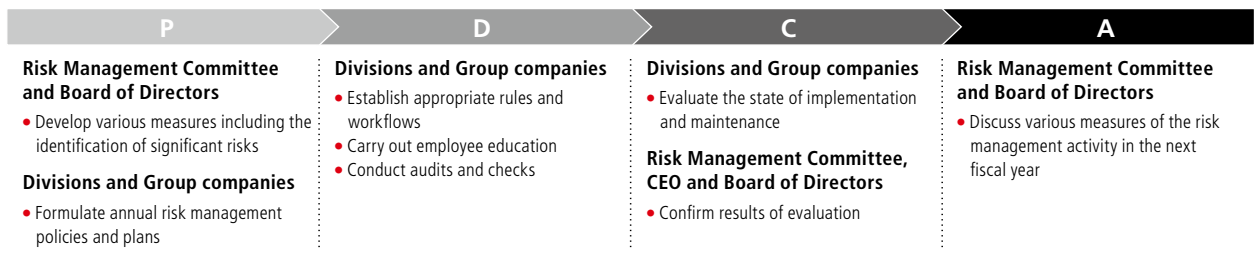 P
D
C
A
Risk Management Committee
and Board of Directors
• Develop various measures including the
identification of significant risks
Divisions and Group companies
• Formulate annual risk management
policies and plans
Divisions and Group companies
• Establish appropriate rules and
workflows
• Carry out employee education
• Conduct audits and checks
Divisions and Group companies
• Evaluate the state of implementation
and maintenance
Risk Management Committee,
CEO and Board of Directors
• Confirm results of evaluation
Risk Management Committee
and Board of Directors
• Discuss various measures of the risk
management activity in the next
fiscal year